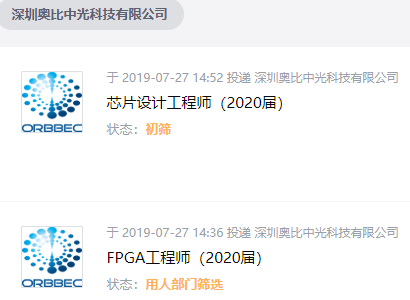 深圳奥比中光科技有限公司
于 2019-07-27 14:52 投递 深圳奥比中光科技有限公司
芯片设计工程师（2020届）
状态：初筛
ORBBEC
于 2019-07-27 14:36 投递 深圳奥比中光科技有限公司
FPGA工程师（2020届）
状态：用人部门筛选
ORBBEC